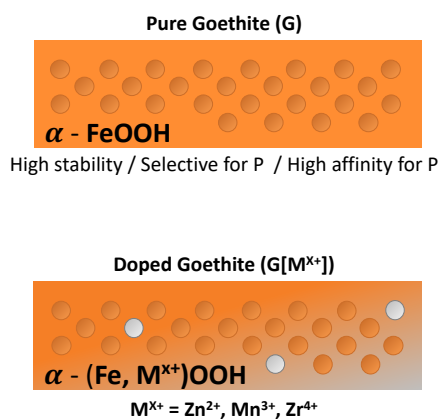 Pure Goethite (G)
𝜶 - FeOOH
High stability / Selective for P / High affinity for P
Doped Goethite (G[Mˣ⁺])
𝜶 - (Fe, Mˣ⁺)OOH
Mˣ⁺ = Zn²⁺, Mn³⁺, Zr⁴⁺